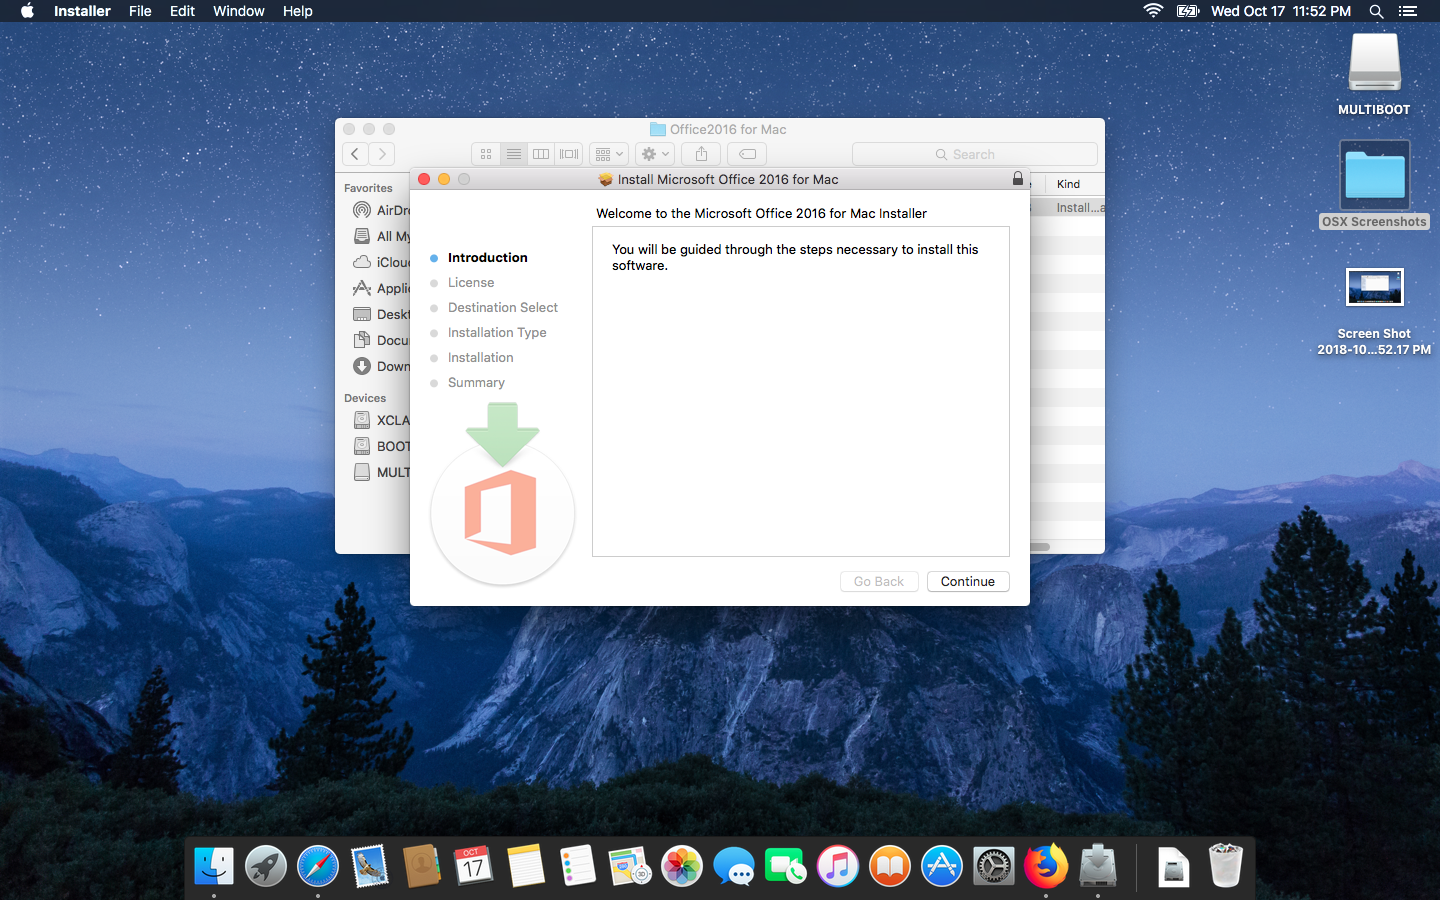 Installer File Edit Window Help
Wed Oct 17 11:52 PM
MULTIBOOT
OSX Screenshots
Screen Shot
2018-10...52.17 PM
Office2016 for Mac
Search
Favorites
AirDr
All My
iClou
Applic
Deskt
Docu
Down
Devices
XCLA
BOOT
MULT
Kind
Install...a
Install Microsoft Office 2016 for Mac
Welcome to the Microsoft Office 2016 for Mac Installer
Introduction
License
Destination Select
Installation Type
Installation
Summary
You will be guided through the steps necessary to install this
software.
Go Back
Continue
OCT
17
3D